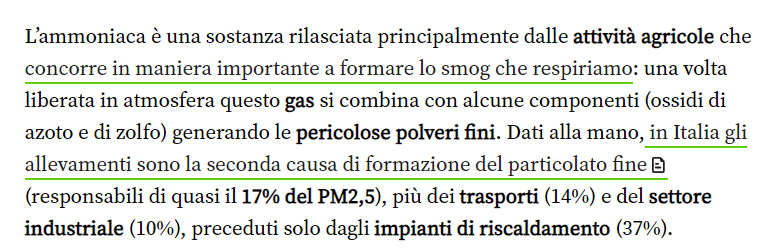 L’ammoniaca è una sostanza rilasciata principalmente dalle attività agricole che
concorre in maniera importante a formare lo smog che respiriamo: una volta
liberata in atmosfera questo gas si combina con alcune componenti (ossidi di
azoto e di zolfo) generando le pericolose polveri fini. Dati alla mano, in Italia gli
allevamenti sono la seconda causa di formazione del particolato fine
(responsabili di quasi il 17% del PM2,5), più dei trasporti (14%) e del settore
industriale (10%), preceduti solo dagli impianti di riscaldamento (37%).